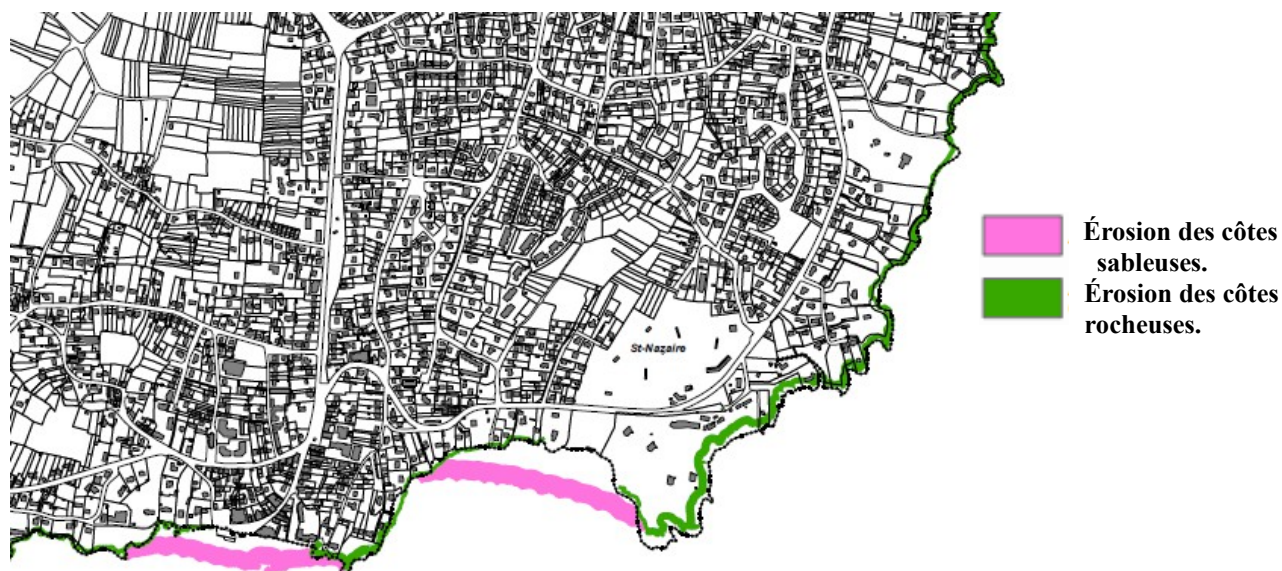 St-Nazaire
Érosion des côtes
sableuses.
Érosion des côtes
rocheuses.